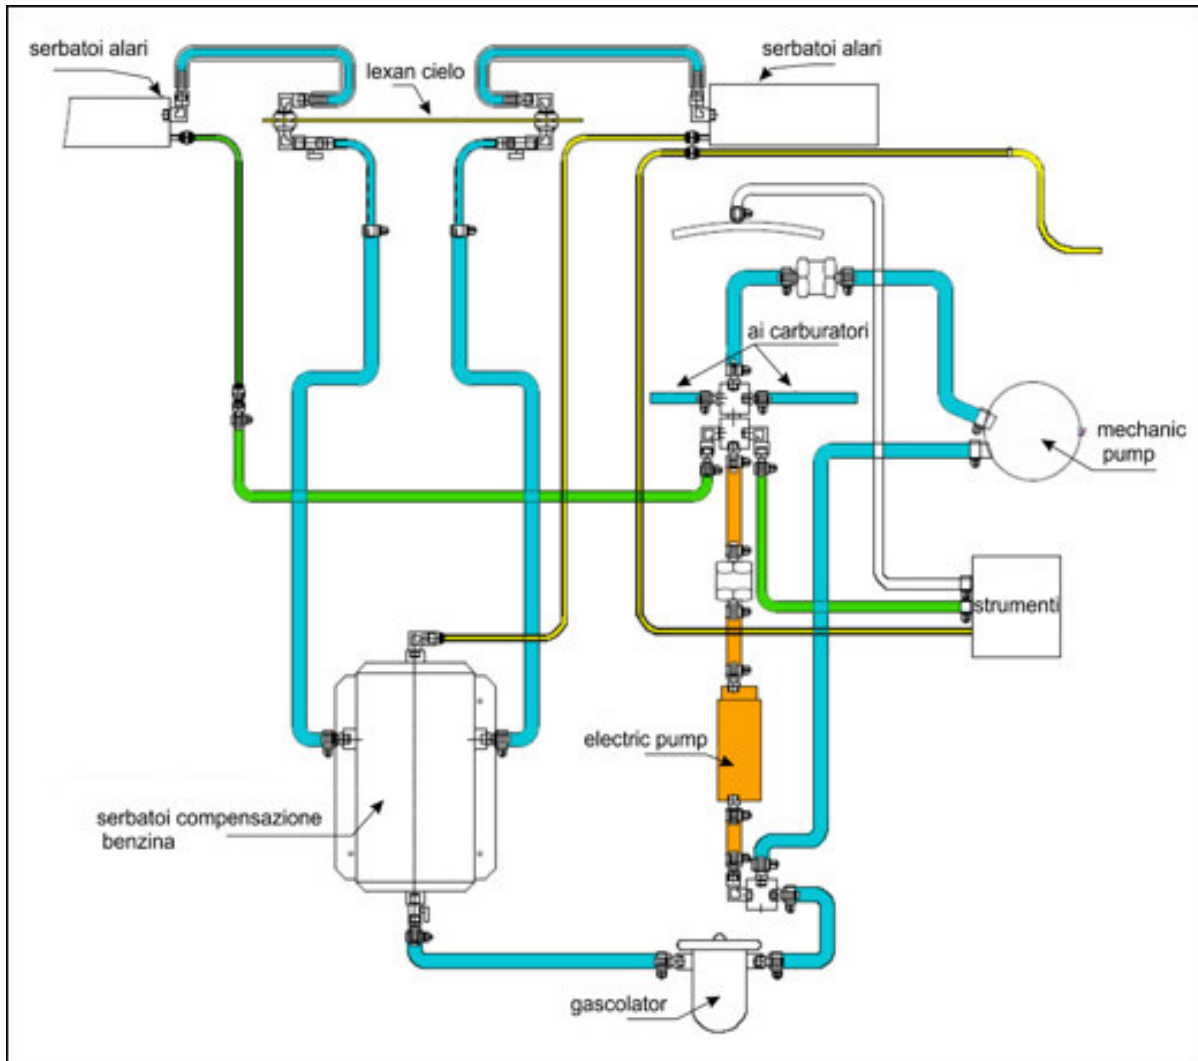 serbatoi alari
serbatoi alari
lexan cielo
ai carburatori
mechanic
pump
strumenti
electric pump
serbatoi compensazione
benzina
gascolator